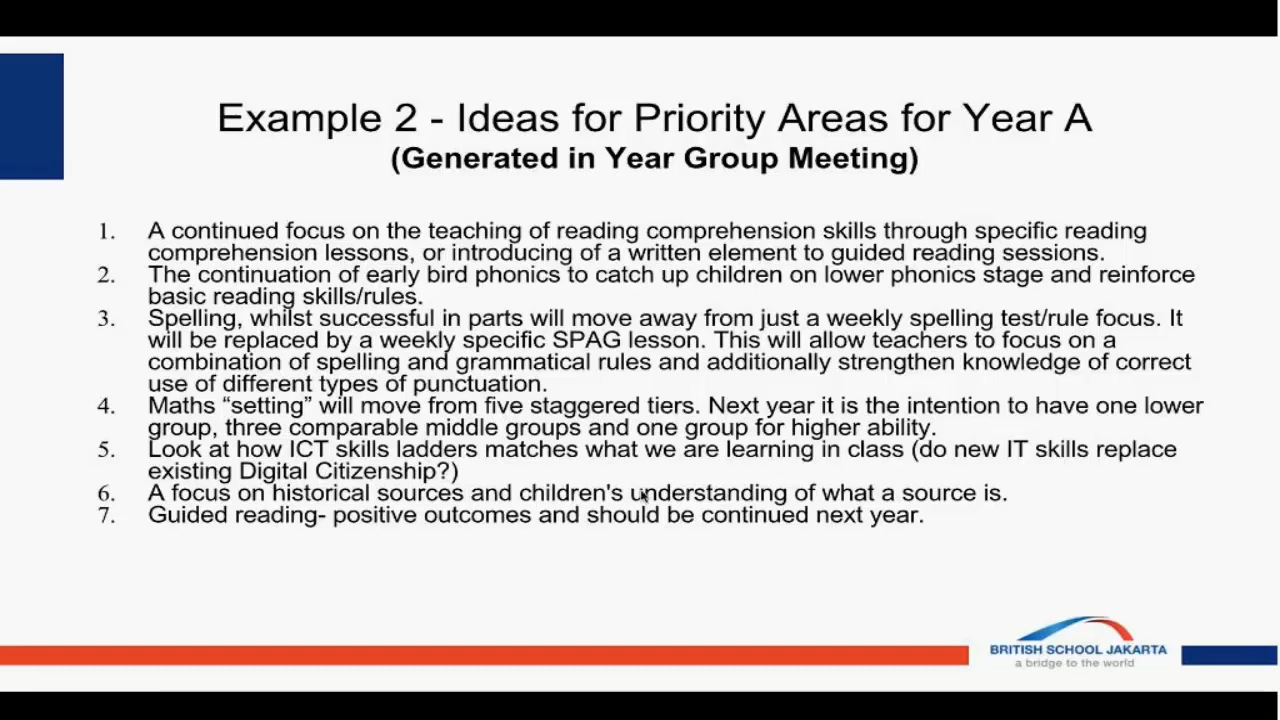 Example 2 - Ideas for Priority Areas for Year A
(Generated in Year Group Meeting)
1. A continued focus on the teaching of reading comprehension skills through specific reading
comprehension lessons, or introducing of a written element to guided reading sessions.
2. The continuation of early bird phonics to catch up children on lower phonics stage and reinforce
basic reading skills/rules.
3. Spelling, whilst successful in parts will move away from just a weekly spelling test/rule focus. It
will be replaced by a weekly specific SPAG lesson. This will allow teachers to focus on a
combination of spelling and grammatical rules and additionally strengthen knowledge of correct
use of different types of punctuation.
4. Maths “setting” will move from five staggered tiers. Next year it is the intention to have one lower
group, three comparable middle groups and one group for higher ability.
5. Look at how ICT skills ladders matches what we are learning in class (do new IT skills replace
existing Digital Citizenship?)
6. A focus on historical sources and children's understanding of what a source is.
7. Guided reading- positive outcomes and should be continued next year.
BRITISH SCHOOL JAKARTA
a bridge to the world